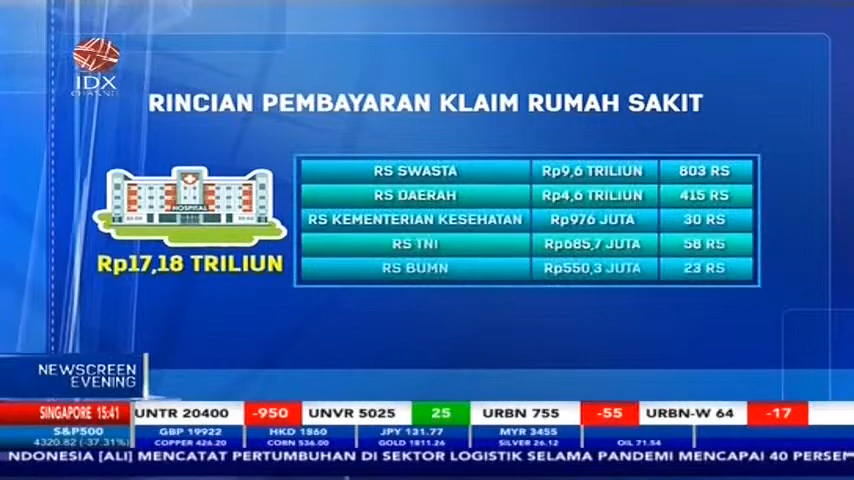 IDX
CHANNEL
RINCIAN PEMBAYARAN KLAIM RUMAH SAKIT
HOSPITAL
Rp17,18 TRILIUN
RS SWASTA Rp9,6 TRILIUN 803 RS
RS DAERAH Rp4,6 TRILIUN 415 RS
RS KEMENTERIAN KESEHATAN Rp976 JUTA 30 RS
RS TNI Rp685,7 JUTA 58 RS
RS BUMN Rp550,3 JUTA 23 RS
NEWSCREEN
EVENING
SINGAPORE 15:41 UNTR 20400 -950 UNVR 5025 25 URBN 755 -55 URBN-W 64 -17
S&P500 GBP 19922 HKD 1860 JPY 131.77 MYR 3455
4320.82 (-37.31%) COPPER 426.20 CORN 536.00 GOLD 1811.26 SILVER 26.12 OIL 71.54
NDONESIA [ALI] MENCATAT PERTUMBUHAN DI SEKTOR LOGISTIK SELAMA PANDEMI MENCAPAI 40 PERSEN